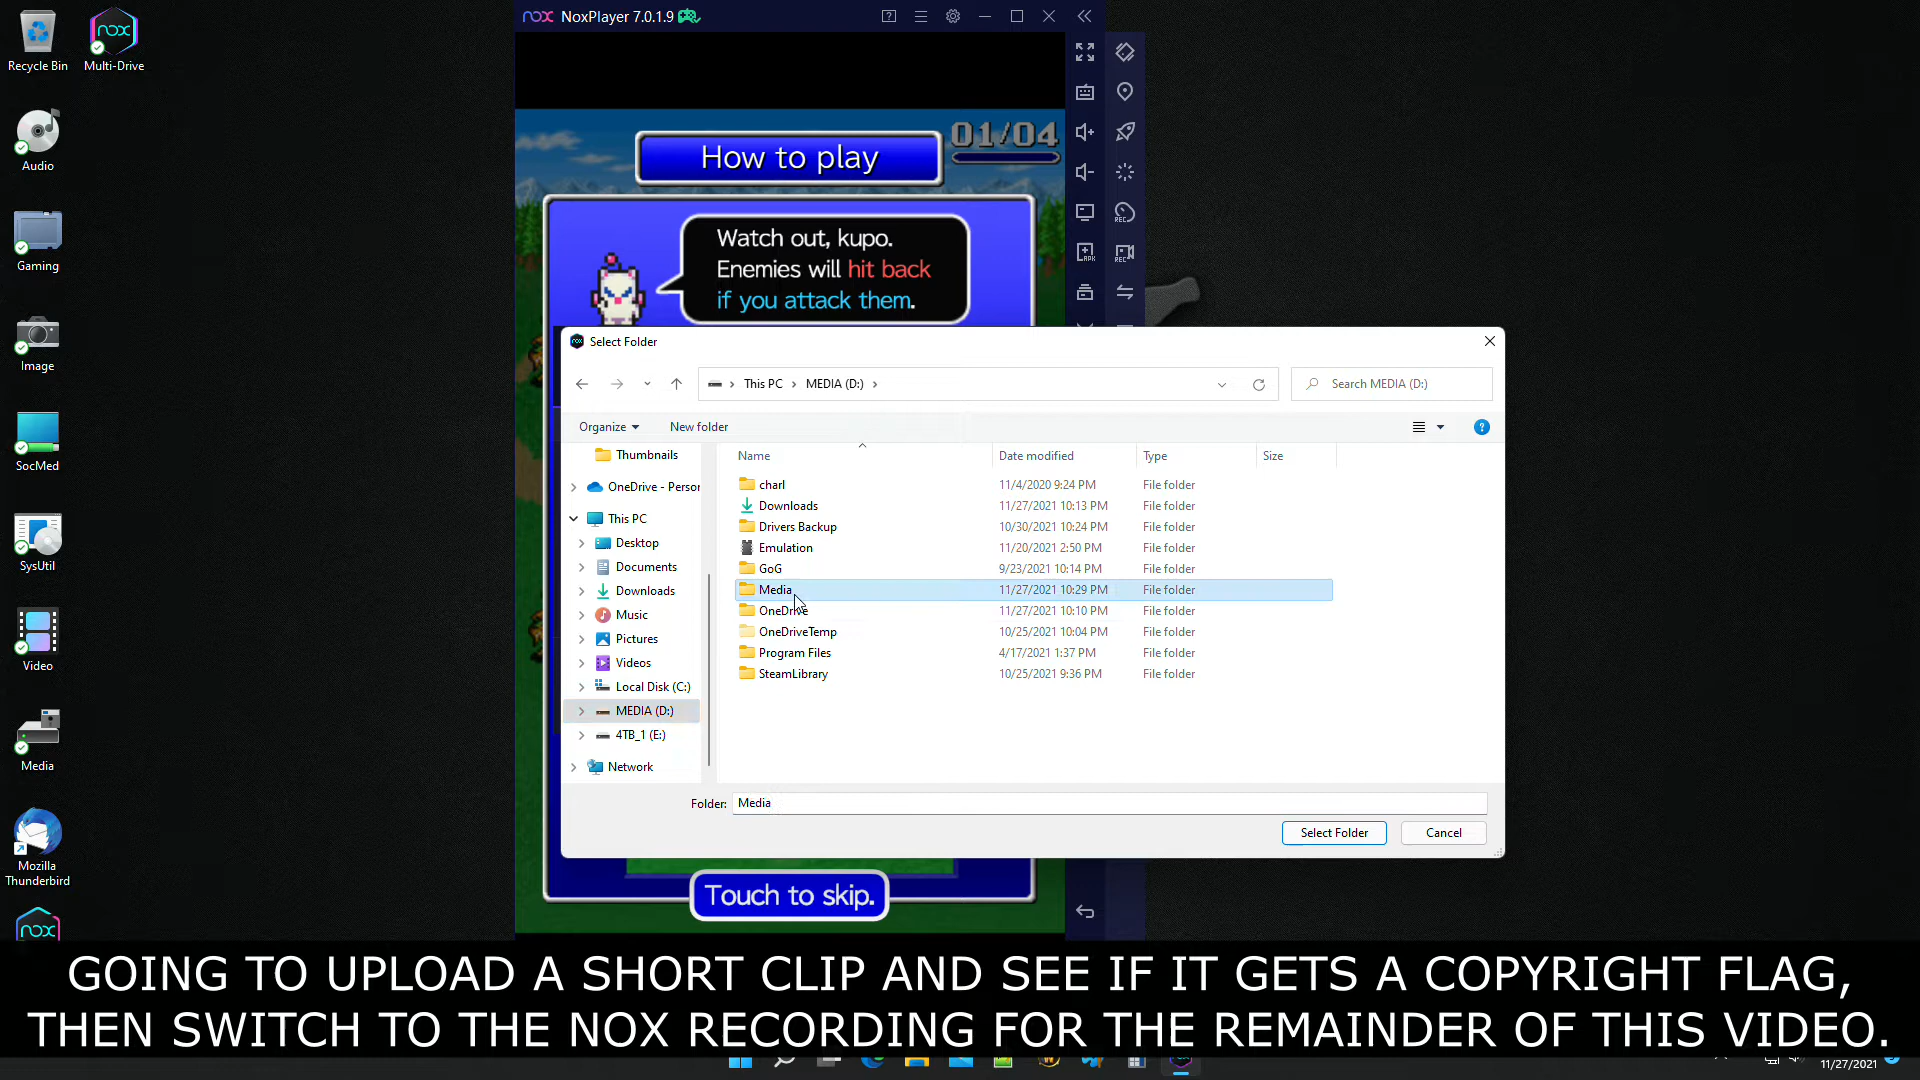 Recycle Bin
Multi-Drive
Audio
Gaming
Image
SocMed
SysUtil
Video
Media
Mozilla
Thunderbird
nox
nox NoxPlayer 7.0.1.9
01/04
How to play
Watch out, kupo.
Enemies will hit back
if you attack them.
Touch to skip.
Select Folder
This PC > MEDIA (D:) >
Search MEDIA (D:)
Organize
New folder
Thumbnails
OneDrive - Person
This PC
Desktop
Documents
Downloads
Music
Pictures
Videos
Local Disk (C:)
MEDIA (D:)
4TB_1 (E:)
Network
Name Date modified Type Size
charl 11/4/2020 9:24 PM File folder
Downloads 11/27/2021 10:13 PM File folder
Drivers Backup 10/30/2021 10:24 PM File folder
Emulation 11/20/2021 2:50 PM File folder
GoG 9/23/2021 10:14 PM File folder
Media 11/27/2021 10:29 PM File folder
OneDrive 11/27/2021 10:10 PM File folder
OneDriveTemp 10/25/2021 10:04 PM File folder
Program Files 4/17/2021 1:37 PM File folder
SteamLibrary 10/25/2021 9:36 PM File folder
Folder: Media
Select Folder
Cancel
GOING TO UPLOAD A SHORT CLIP AND SEE IF IT GETS A COPYRIGHT FLAG,
THEN SWITCH TO THE NOX RECORDING FOR THE REMAINDER OF THIS VIDEO.
11/27/2021